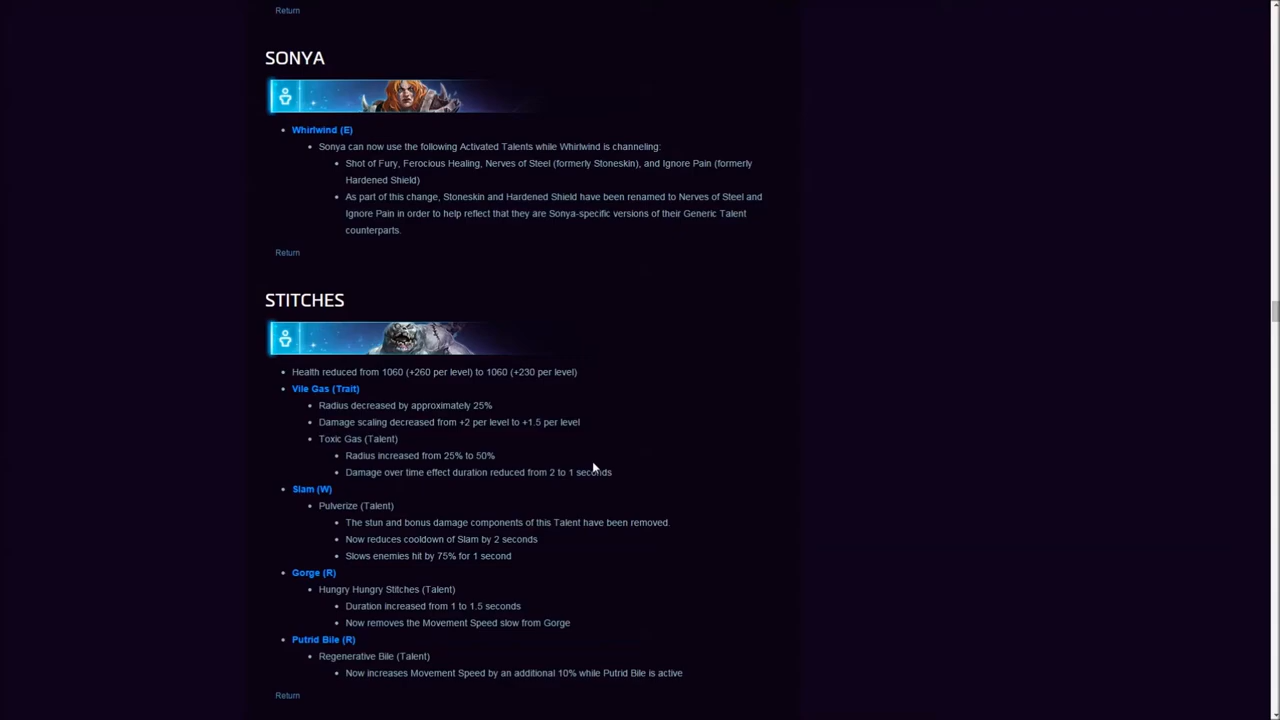 Return
SONYA
Whirlwind (E)
Sonya can now use the following Activated Talents while Whirlwind is channeling:
Shot of Fury, Ferocious Healing, Nerves of Steel (formerly Stoneskin), and Ignore Pain (formerly
Hardened Shield)
As part of this change, Stoneskin and Hardened Shield have been renamed to Nerves of Steel and
Ignore Pain in order to help reflect that they are Sonya-specific versions of their Generic Talent
counterparts.
Return
STITCHES
Health reduced from 1060 (+260 per level) to 1060 (+230 per level)
Vile Gas (Trait)
Radius decreased by approximately 25%
Damage scaling decreased from +2 per level to +1.5 per level
Toxic Gas (Talent)
Radius increased from 25% to 50%
Damage over time effect duration reduced from 2 to 1 seconds
Slam (W)
Pulverize (Talent)
The stun and bonus damage components of this Talent have been removed.
Now reduces cooldown of Slam by 2 seconds
Slows enemies hit by 75% for 1 second
Gorge (R)
Hungry Hungry Stitches (Talent)
Duration increased from 1 to 1.5 seconds
Now removes the Movement Speed slow from Gorge
Putrid Bile (R)
Regenerative Bile (Talent)
Now increases Movement Speed by an additional 10% while Putrid Bile is active
Return